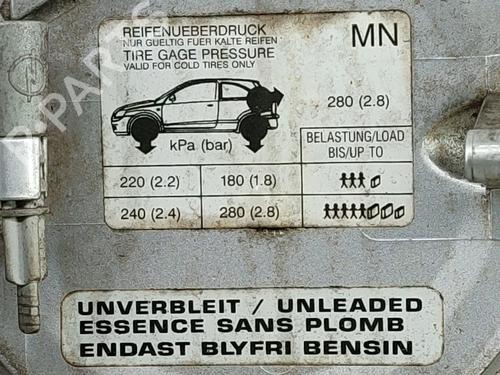 REIFENUEBERDRUCK
NUR GUELTIG FUER KALTE REIFEN
TIRE GAGE PRESSURE
VALID FOR COLD TIRES ONLY
MN
280 (2.8)
kPa (bar)
BELASTUNG/LOAD
BIS/UP TO
220 (2.2) 180 (1.8)
240 (2.4) 280 (2.8)
UNVERBLEIT / UNLEADED
ESSENCE SANS PLOMB
ENDAST BLYFRI BENSIN